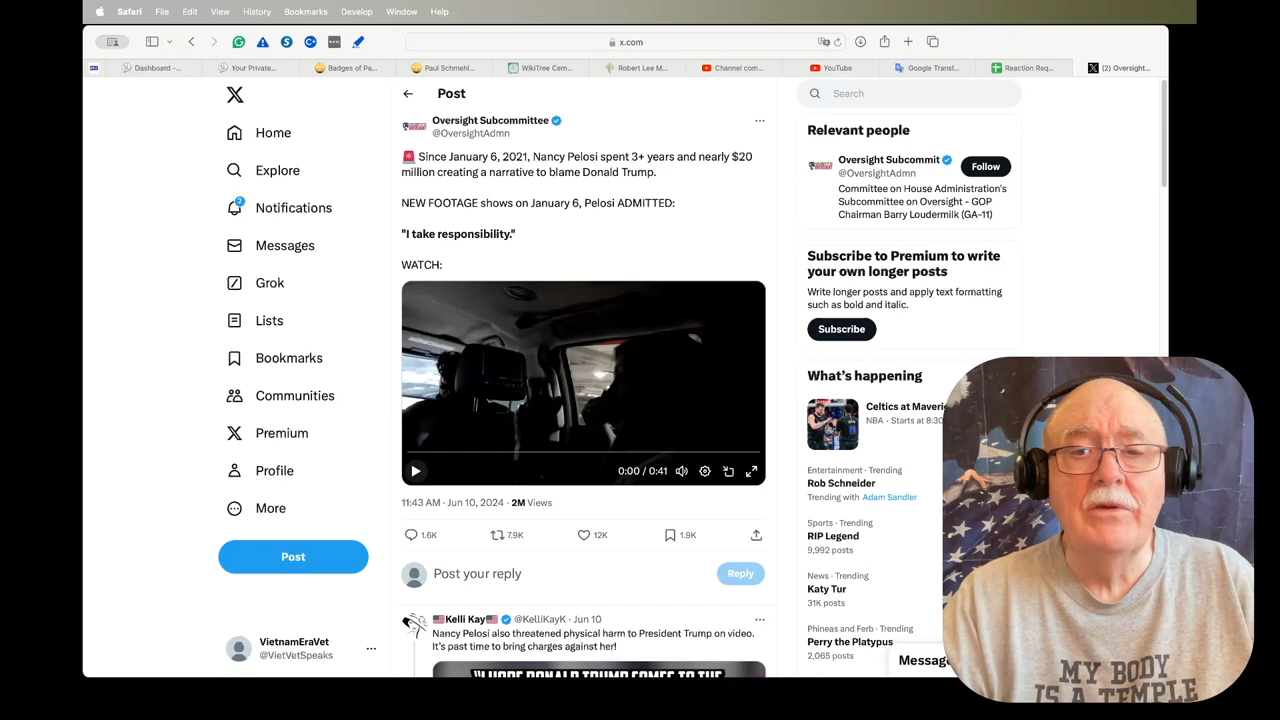 Safari File Edit View History Bookmarks Develop Window Help
x.com
Dashboard -... Your Private... Badges of Pa... Paul Schmehl... WikiTree Cem... Robert Lee M... Channel com... YouTube Google Transl... Reaction Req... (2) Oversight...
Post
Search
Home
Explore
2
Notifications
Messages
Grok
Lists
Bookmarks
Communities
Premium
Profile
More
Post
VietnamEraVet
@VietVetSpeaks
Oversight Subcommittee
@OversightAdmn
Since January 6, 2021, Nancy Pelosi spent 3+ years and nearly $20
million creating a narrative to blame Donald Trump.
NEW FOOTAGE shows on January 6, Pelosi ADMITTED:
"I take responsibility."
WATCH:
0:00 / 0:41
11:43 AM · Jun 10, 2024 · 2M Views
1.6K 7.9K 12K 1.9K
Post your reply
Reply
Kelli Kay @KelliKayK · Jun 10
Nancy Pelosi also threatened physical harm to President Trump on video.
It's past time to bring charges against her!
"I HOPE DONALD TRUMP COMES TO THE
Relevant people
Oversight Subcommit
@OversightAdmn
Follow
Committee on House Administration's
Subcommittee on Oversight - GOP
Chairman Barry Loudermilk (GA-11)
Subscribe to Premium to write
your own longer posts
Write longer posts and apply text formatting
such as bold and italic.
Subscribe
What's happening
Celtics at Maveri
NBA · Starts at 8:30
Entertainment · Trending
Rob Schneider
Trending with Adam Sandler
Sports · Trending
RIP Legend
9,992 posts
News · Trending
Katy Tur
31K posts
Phineas and Ferb · Trending
Perry the Platypus
2,065 posts
Message
MY BODY
IS A TEMPLE